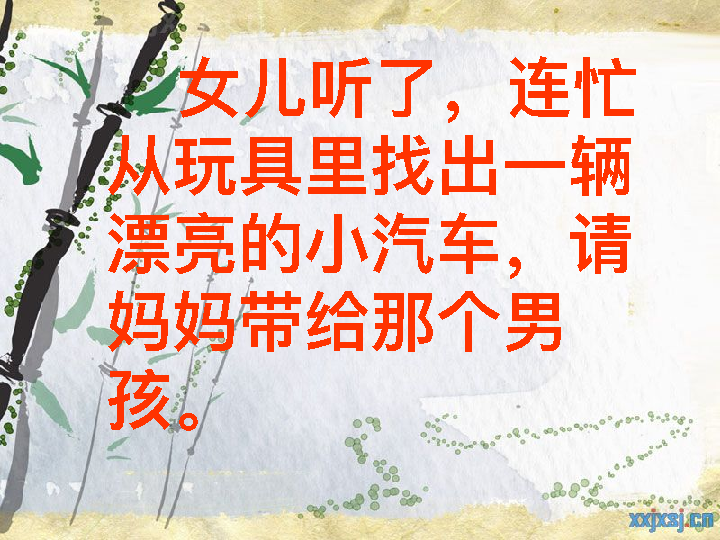 女儿听了，连忙
从玩具里找出一辆
漂亮的小汽车，请
妈妈带给那个男
孩。
xxjxsj.cn